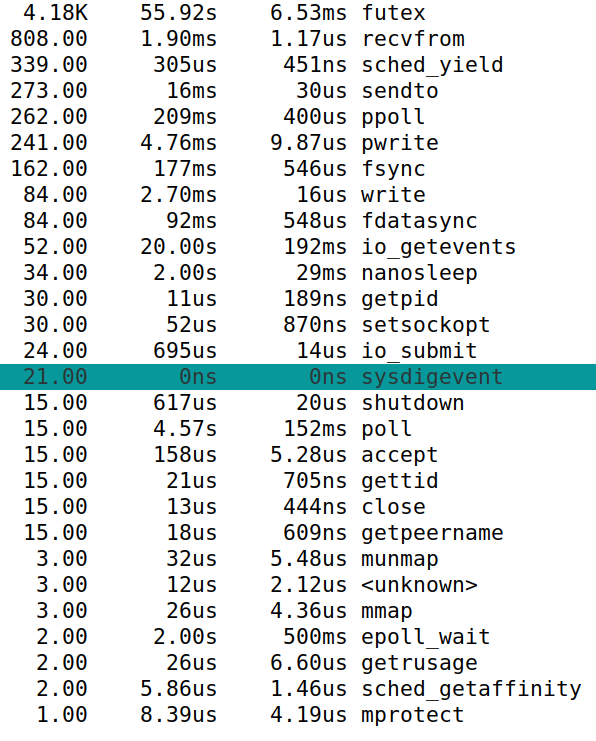 4.18K 55.92s 6.53ms futex
808.00 1.90ms 1.17us recvfrom
339.00 305us 451ns sched_yield
273.00 16ms 30us sendto
262.00 209ms 400us ppoll
241.00 4.76ms 9.87us pwrite
162.00 177ms 546us fsync
84.00 2.70ms 16us write
84.00 92ms 548us fdatasync
52.00 20.00s 192ms io_getevents
34.00 2.00s 29ms nanosleep
30.00 11us 189ns getpid
30.00 52us 870ns setsockopt
24.00 695us 14us io_submit
21.00 0ns 0ns sysdigevent
15.00 617us 20us shutdown
15.00 4.57s 152ms poll
15.00 158us 5.28us accept
15.00 21us 705ns gettid
15.00 13us 444ns close
15.00 18us 609ns getpeername
3.00 32us 5.48us munmap
3.00 12us 2.12us <unknown>
3.00 26us 4.36us mmap
2.00 2.00s 500ms epoll_wait
2.00 26us 6.60us getrusage
2.00 5.86us 1.46us sched_getaffinity
1.00 8.39us 4.19us mprotect